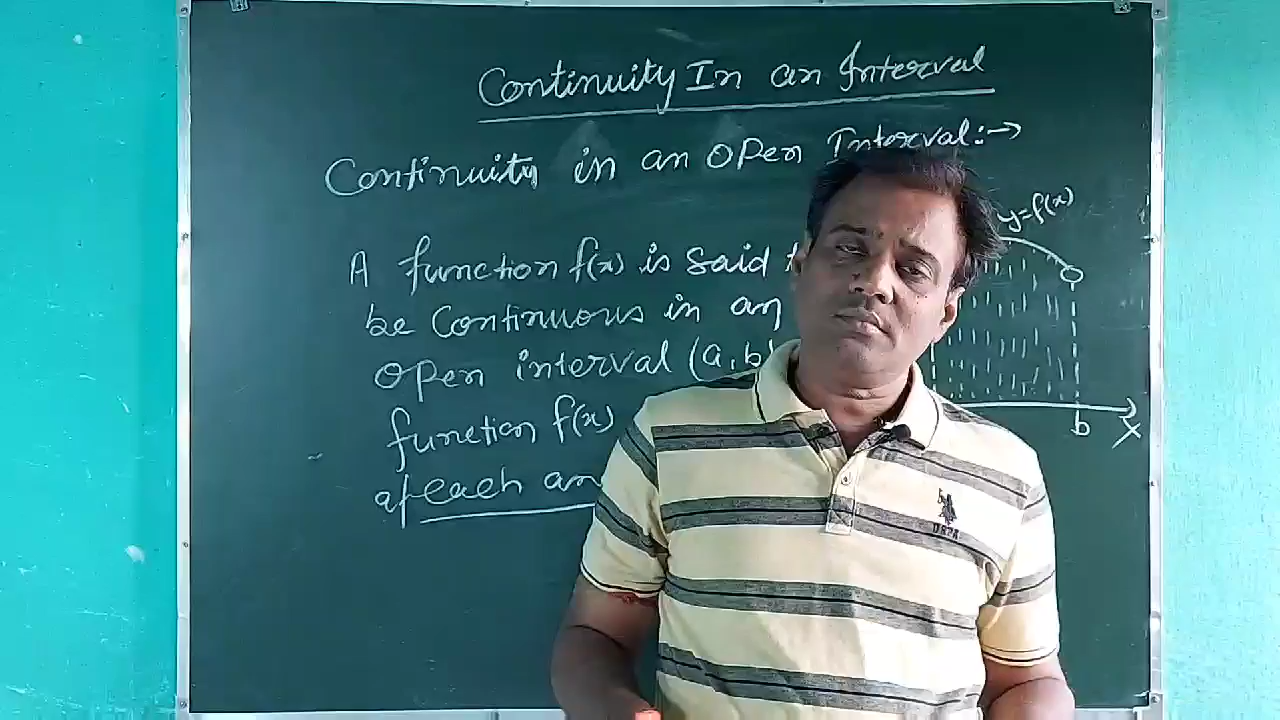 Continuity In an Interval
Continuity in an Open Interval:→
y=f(x)
A function f(x) is said
be Continuous in an
open interval (a,b
function f(x)
at each an
b
X